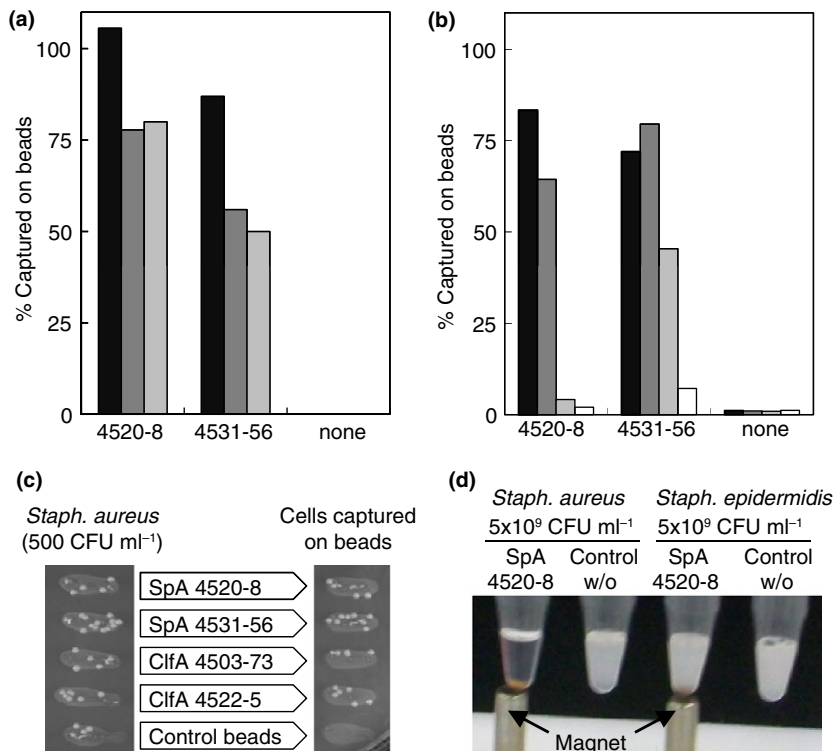 (a)
% Captured on beads
100
75
50
25
0
4520-8 4531-56 none
(b)
% Captured on beads
100
75
50
25
0
4520-8 4531-56 none
(c)
Staph. aureus
(500 CFU ml⁻¹)
Cells captured
on beads
SpA 4520-8
SpA 4531-56
ClfA 4503-73
ClfA 4522-5
Control beads
(d)
Staph. aureus Staph. epidermidis
5x10⁹ CFU ml⁻¹ 5x10⁹ CFU ml⁻¹
SpA Control SpA Control
4520-8 w/o 4520-8 w/o
Magnet